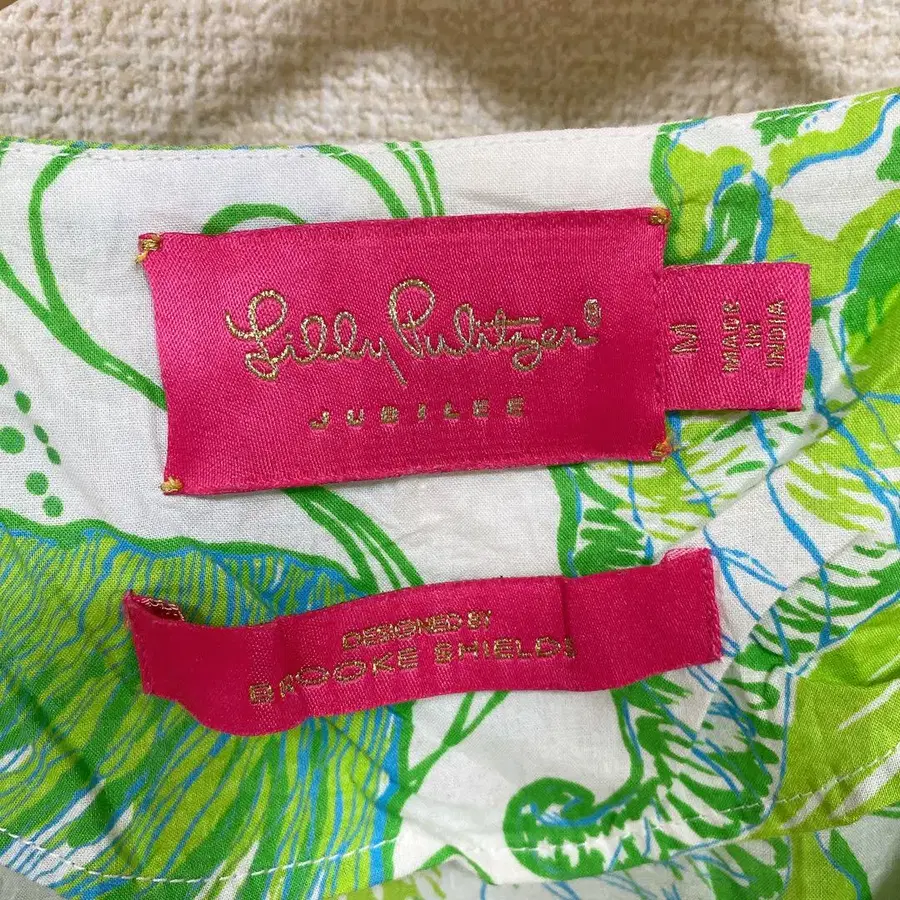 Lilly Pulitzer®
JUBILEE
M
MADE
IN
INDIA
DESIGNED BY
BROOKE SHIELDS